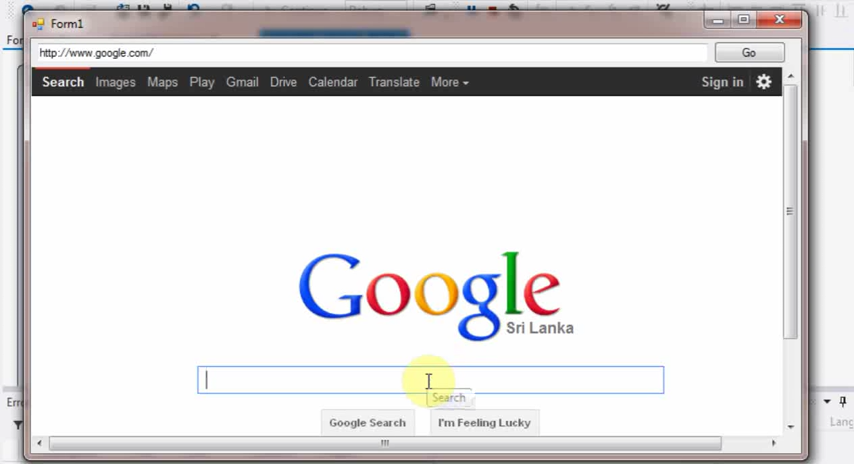 Form1
http://www.google.com/
Go
Search Images Maps Play Gmail Drive Calendar Translate More Sign in
Google
Sri Lanka
Search
Google Search I'm Feeling Lucky